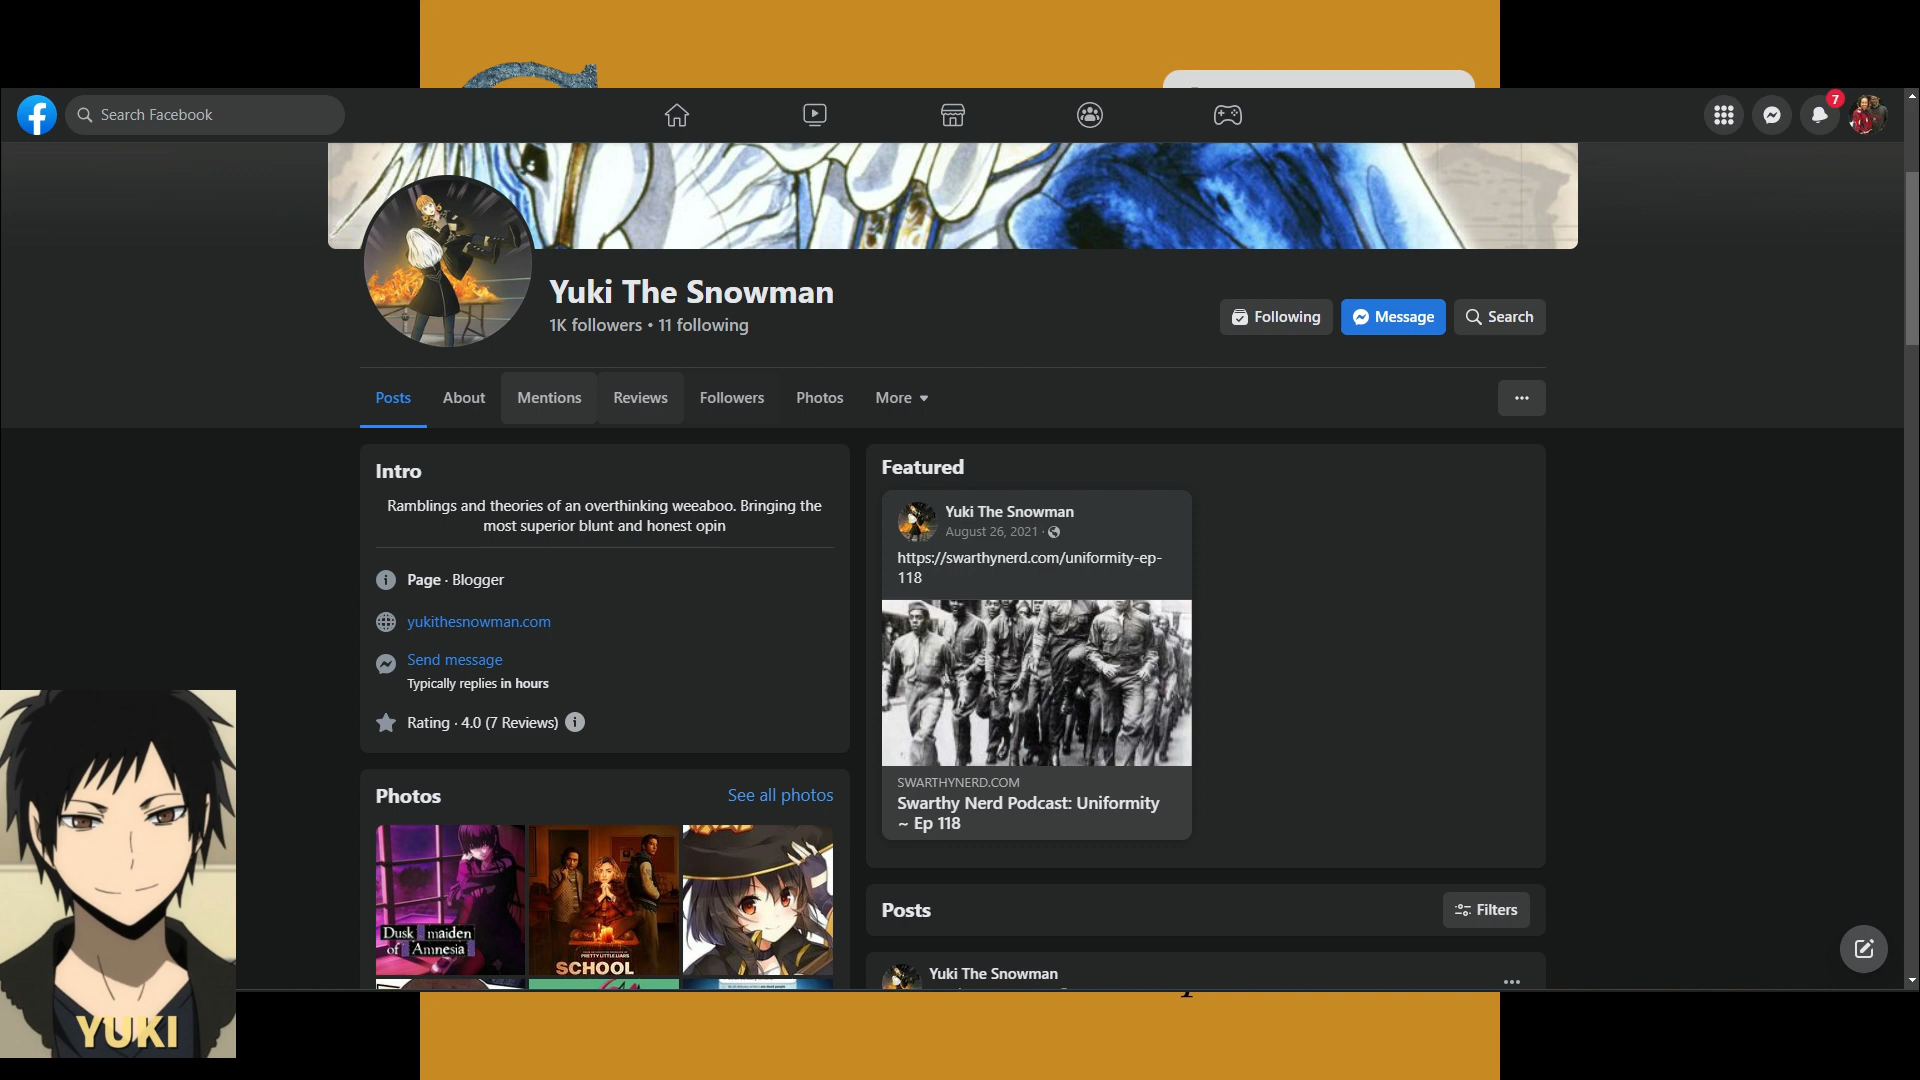 Search Facebook
7
Yuki The Snowman
1K followers • 11 following
Following
Message
Search
Posts
About
Mentions
Reviews
Followers
Photos
More
Intro
Ramblings and theories of an overthinking weeaboo. Bringing the
most superior blunt and honest opin
Page · Blogger
yukithesnowman.com
Send message
Typically replies in hours
Rating · 4.0 (7 Reviews)
Photos
See all photos
Dusk maiden
of Amnesia
PRETTY LITTLE LIARS
SCHOOL
Featured
Yuki The Snowman
August 26, 2021 ·
https://swarthynerd.com/uniformity-ep-
118
SWARTHYNERD.COM
Swarthy Nerd Podcast: Uniformity
~ Ep 118
Posts
Filters
Yuki The Snowman
YUKI